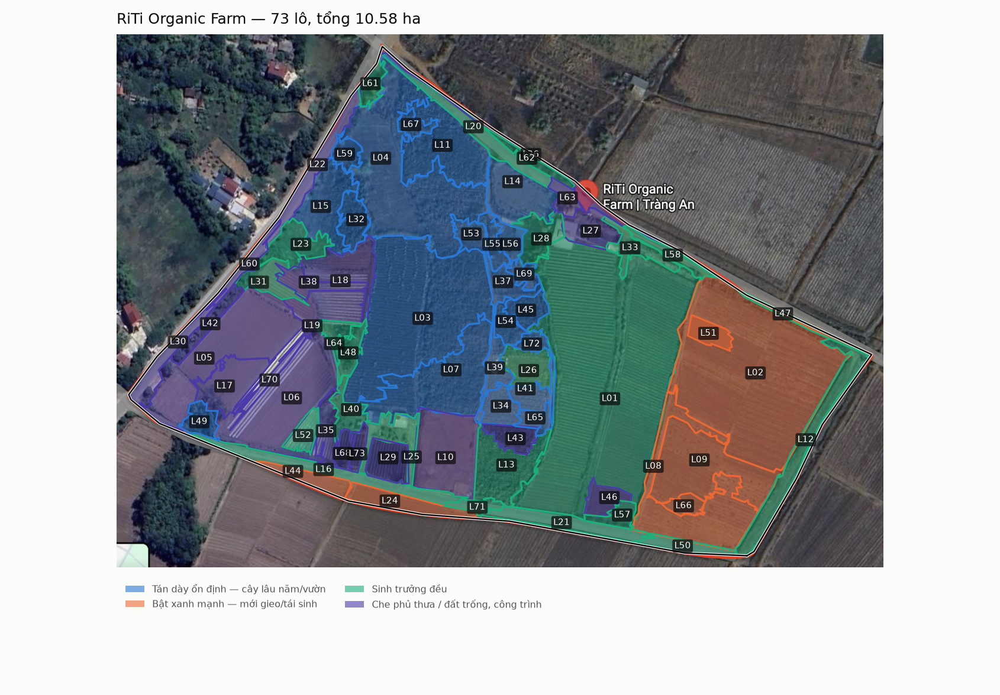 RiTi Organic Farm — 73 lô, tổng 10.58 ha
L61
L67
L20
L11
L59
L04
L62
L22
L14
L63
L15
L32
L27
L53
L28
L23
L55
L56
L33
L58
L60
L69
L31
L38
L18
L37
L45
L47
L03
L54
L42
L19
L51
L30
L64
L72
L48
L05
L07
L39
L26
L02
L70
L17
L41
L06
L01
L40
L34
L65
L49
L35
L52
L43
L12
L68
L73
L29
L25
L10
L09
L13
L08
L16
L44
L46
L24
L71
L66
L57
L21
L50
RiTi Organic
Farm | Tràng An
Tán dày ổn định — cây lâu năm/vườn
Sinh trưởng đều
Bật xanh mạnh — mới gieo/tái sinh
Che phủ thưa / đất trống, công trình